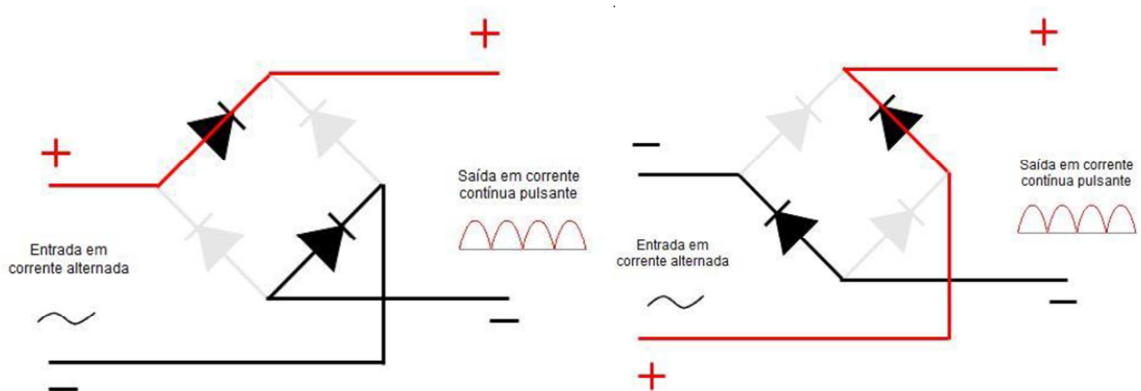 +
+
Saída em corrente
contínua pulsante
Entrada em
corrente alternada
−
−
+
−
Saída em corrente
contínua pulsante
Entrada em
corrente alternada
−
+